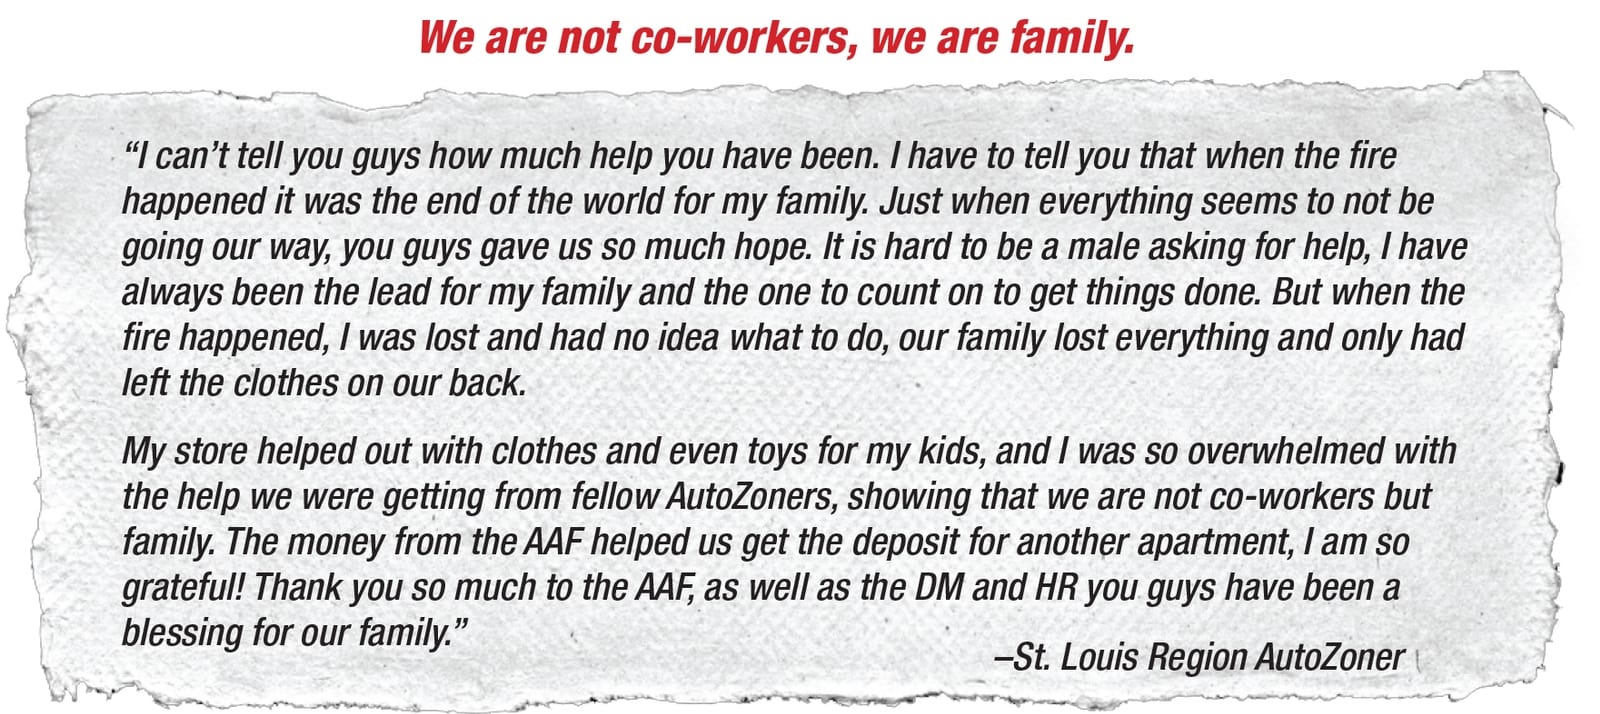 We are not co-workers, we are family.
“I can’t tell you guys how much help you have been. I have to tell you that when the fire
happened it was the end of the world for my family. Just when everything seems to not be
going our way, you guys gave us so much hope. It is hard to be a male asking for help, I have
always been the lead for my family and the one to count on to get things done. But when the
fire happened, I was lost and had no idea what to do, our family lost everything and only had
left the clothes on our back.
My store helped out with clothes and even toys for my kids, and I was so overwhelmed with
the help we were getting from fellow AutoZoners, showing that we are not co-workers but
family. The money from the AAF helped us get the deposit for another apartment, I am so
grateful! Thank you so much to the AAF, as well as the DM and HR you guys have been a
blessing for our family.”
–St. Louis Region AutoZoner